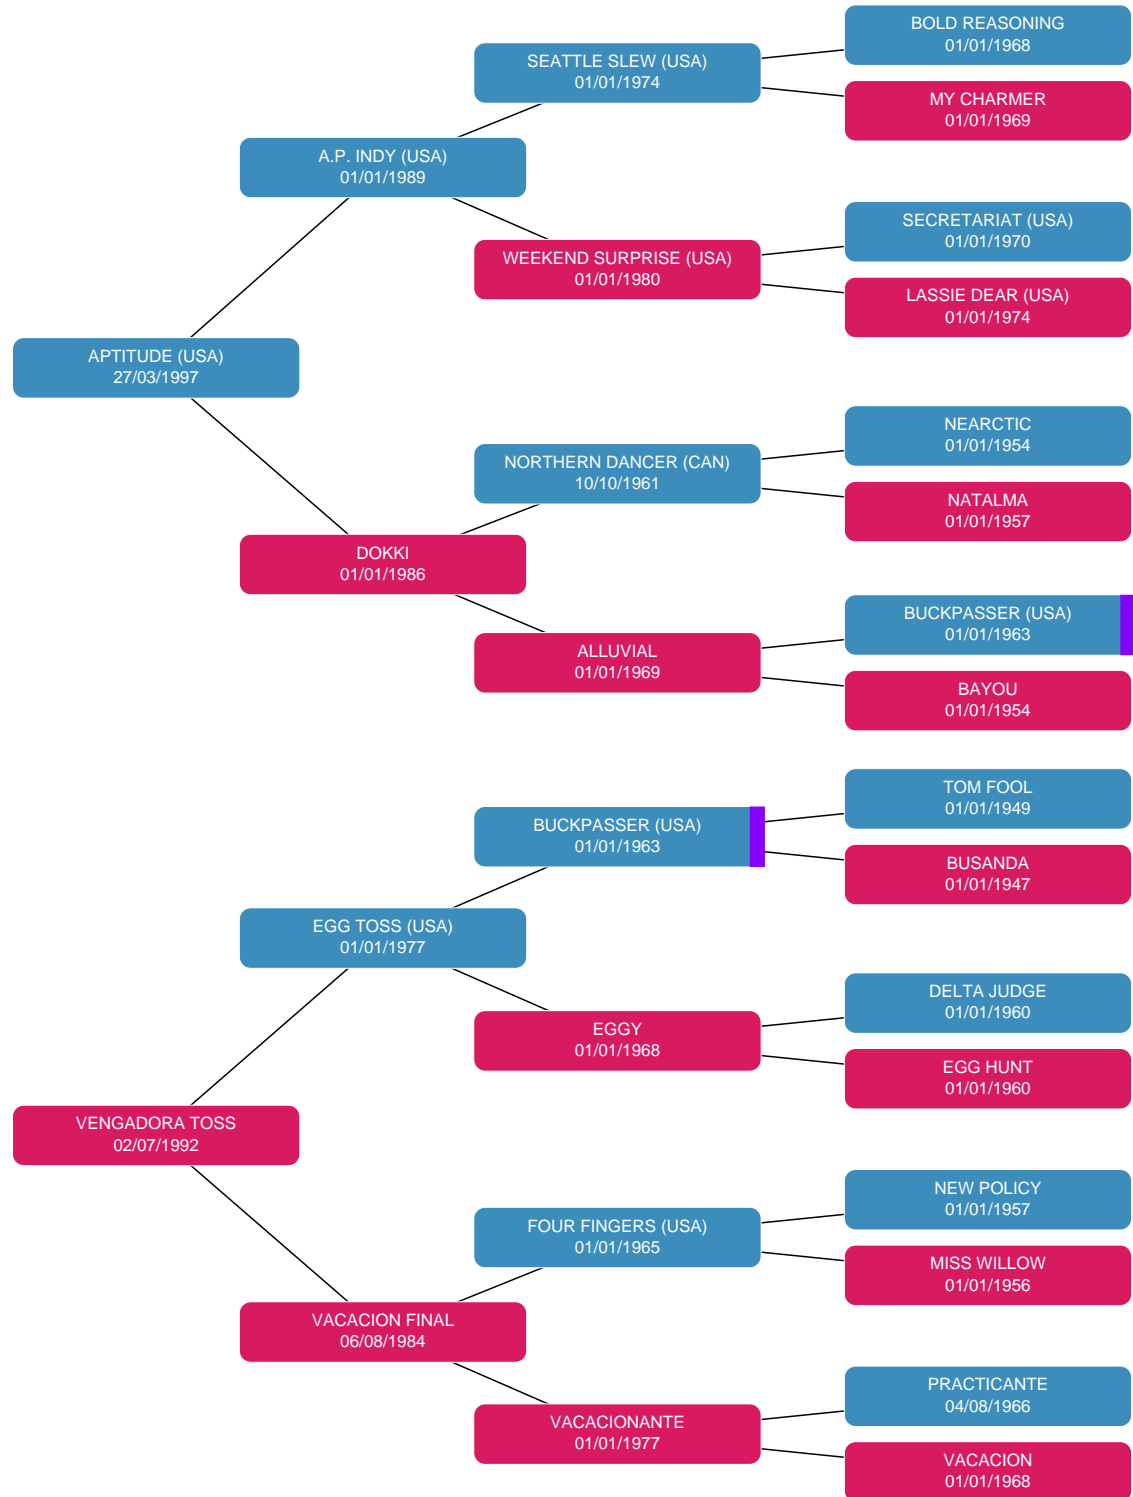 BOLD REASONING
01/01/1968
SEATTLE SLEW (USA)
01/01/1974
MY CHARMER
01/01/1969
A.P. INDY (USA)
01/01/1989
SECRETARIAT (USA)
01/01/1970
WEEKEND SURPRISE (USA)
01/01/1980
LASSIE DEAR (USA)
01/01/1974
APTITUDE (USA)
27/03/1997
NEARCTIC
01/01/1954
NORTHERN DANCER (CAN)
10/10/1961
NATALMA
01/01/1957
DOKKI
01/01/1986
BUCKPASSER (USA)
01/01/1963
ALLUVIAL
01/01/1969
BAYOU
01/01/1954
TOM FOOL
01/01/1949
BUCKPASSER (USA)
01/01/1963
BUSANDA
01/01/1947
EGG TOSS (USA)
01/01/1977
DELTA JUDGE
01/01/1960
EGGY
01/01/1968
EGG HUNT
01/01/1960
VENGADORA TOSS
02/07/1992
NEW POLICY
01/01/1957
FOUR FINGERS (USA)
01/01/1965
MISS WILLOW
01/01/1956
VACACION FINAL
06/08/1984
PRACTICANTE
04/08/1966
VACACIONANTE
01/01/1977
VACACION
01/01/1968